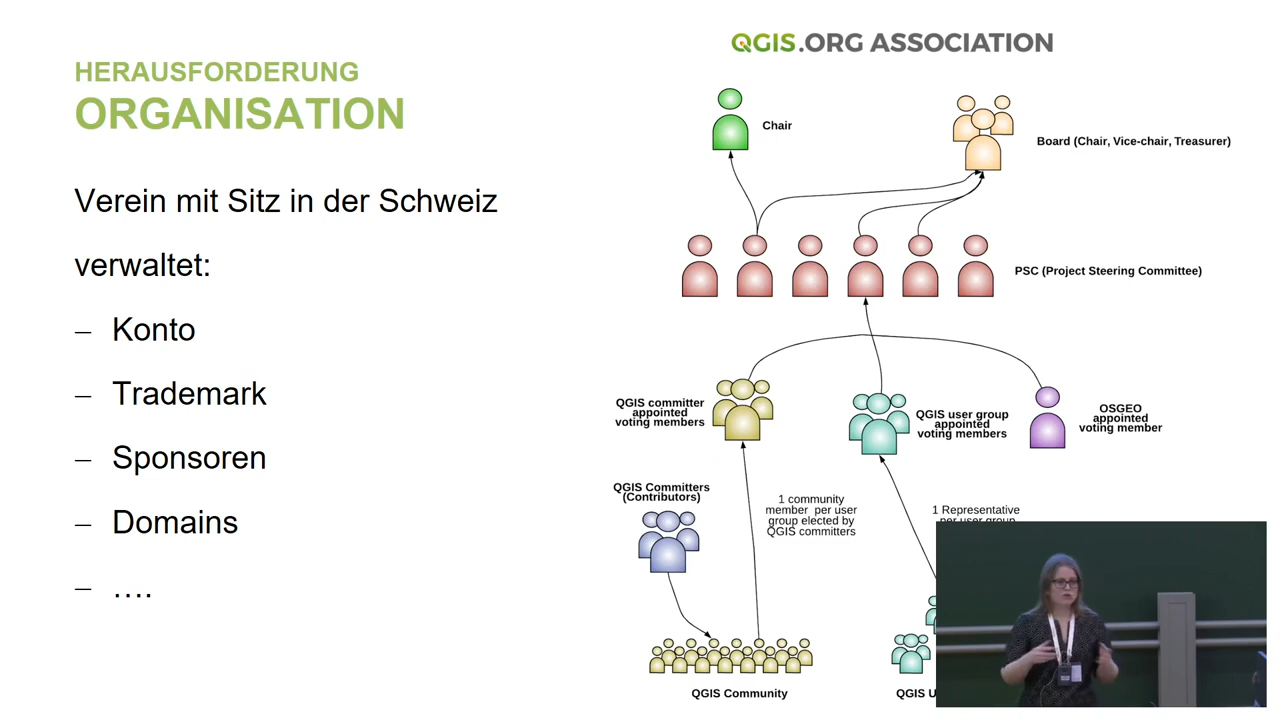 HERAUSFORDERUNG
ORGANISATION
Verein mit Sitz in der Schweiz
verwaltet:
– Konto
– Trademark
– Sponsoren
– Domains
– ….
QGIS.ORG ASSOCIATION
Chair
Board (Chair, Vice-chair, Treasurer)
PSC (Project Steering Committee)
QGIS committer
appointed
voting members
QGIS user group
appointed
voting members
OSGEO
appointed
voting member
QGIS Committers
(Contributors)
1 community
member per user
group elected by
QGIS committers
1 Representative
per user group
QGIS Community
QGIS U